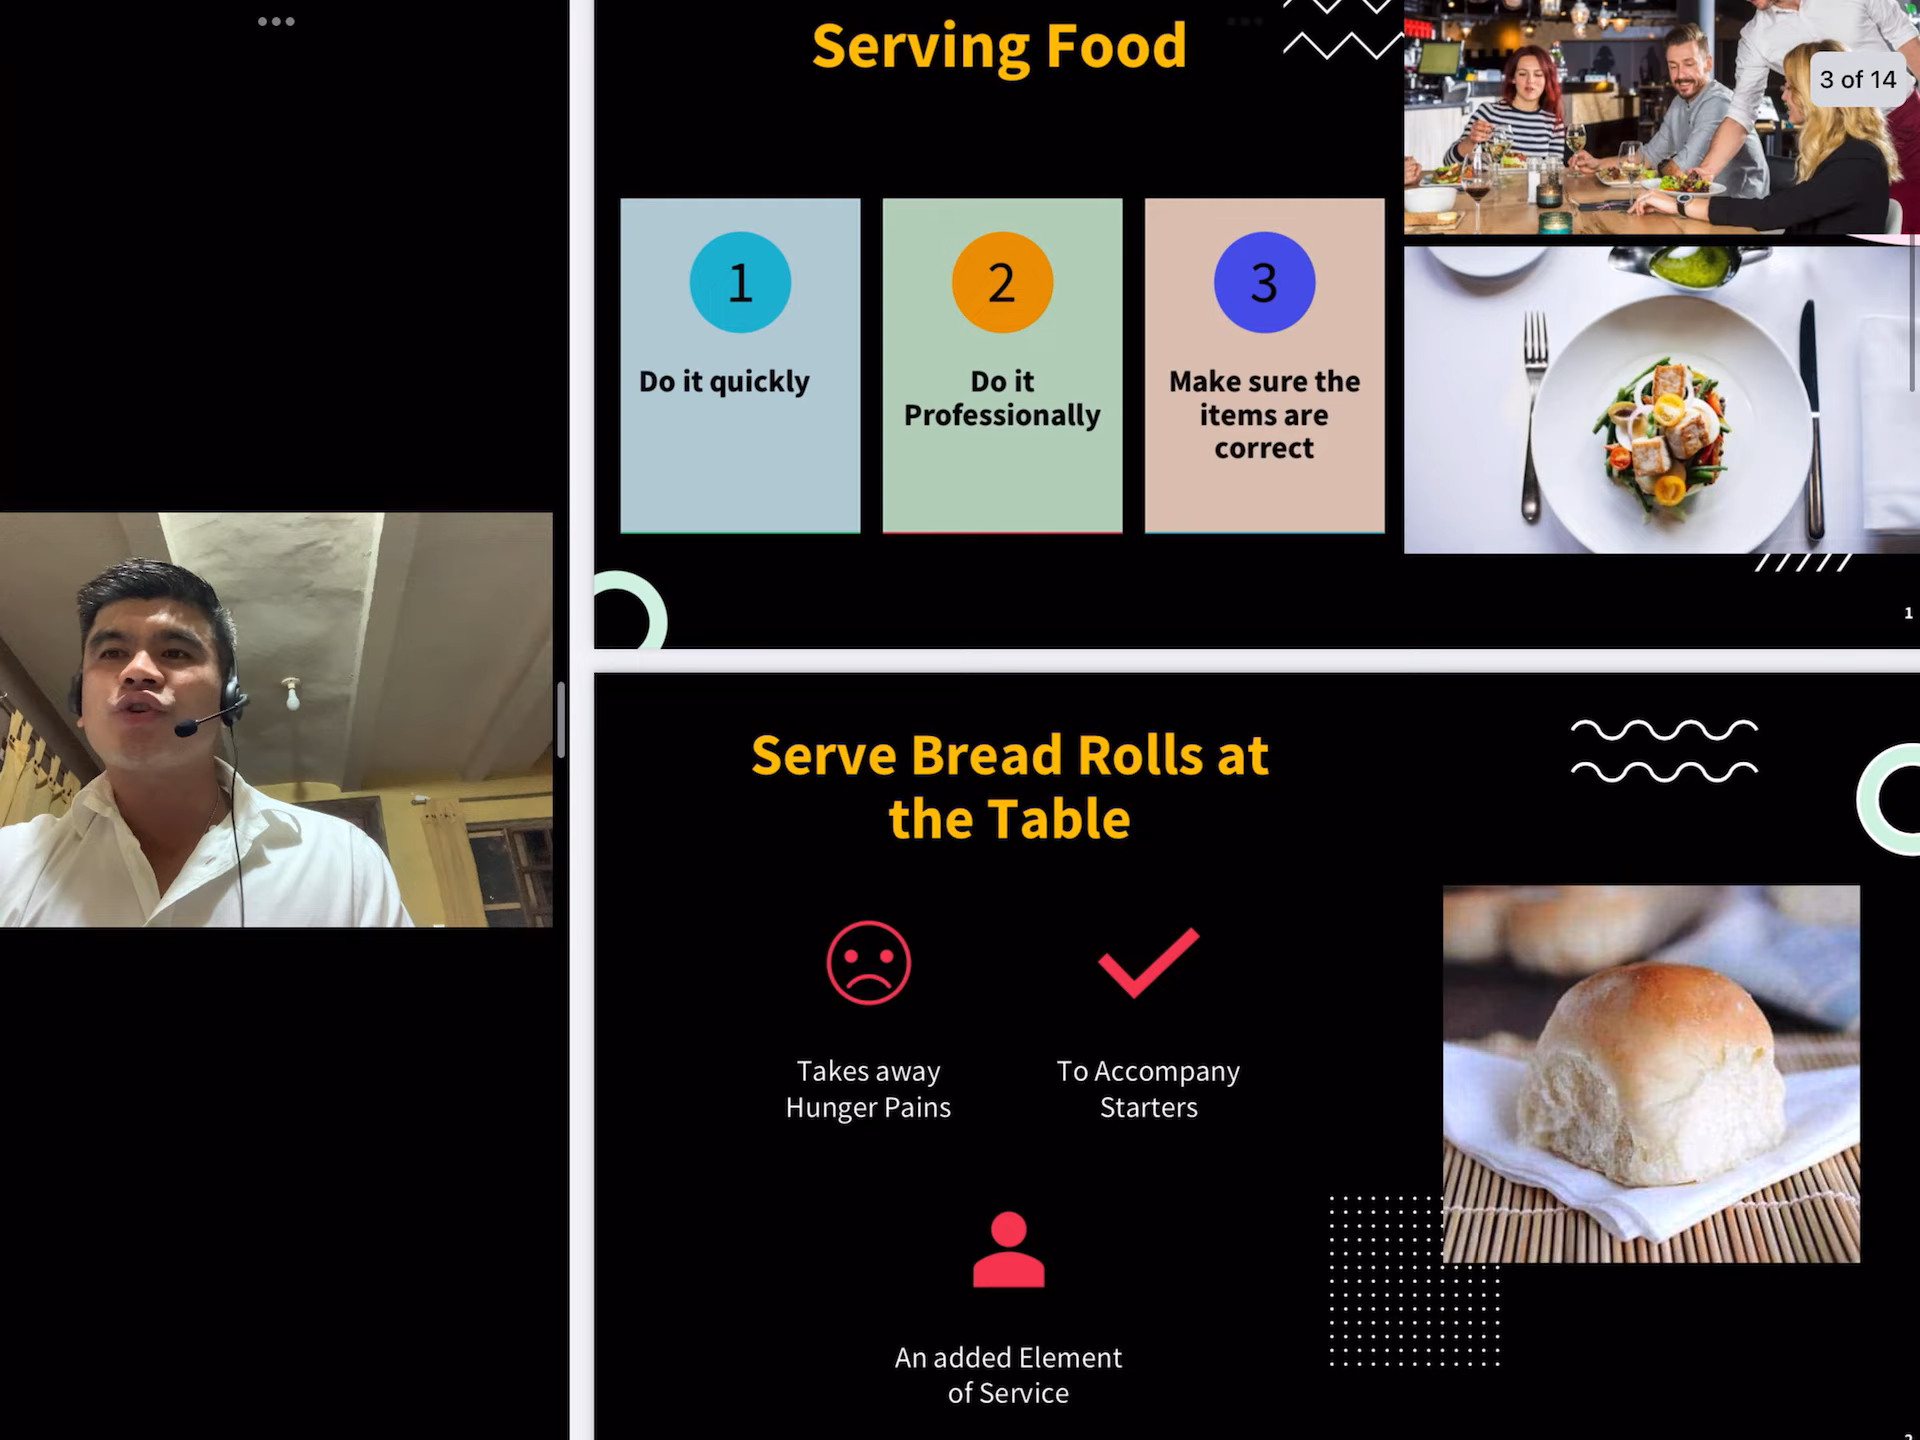 Serving Food
3 of 14
1
Do it quickly
2
Do it
Professionally
3
Make sure the
items are
correct
1
Serve Bread Rolls at
the Table
Takes away
Hunger Pains
To Accompany
Starters
An added Element
of Service